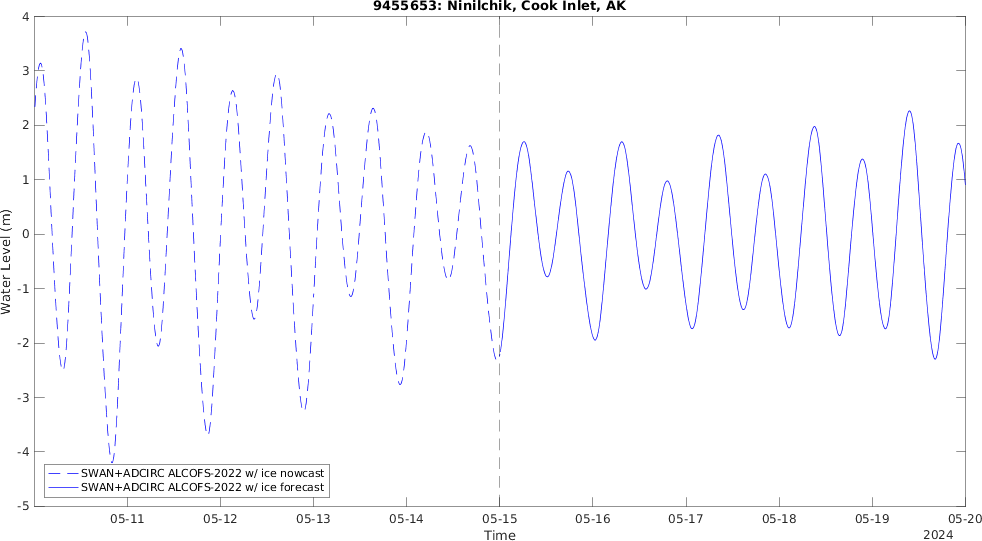 9455653: Ninilchik, Cook Inlet, AK
4
3
2
1
0
-1
-2
-3
-4
-5
Water Level (m)
SWAN+ADCIRC ALCOFS-2022 w/ ice nowcast
SWAN+ADCIRC ALCOFS-2022 w/ ice forecast
05-11 05-12 05-13 05-14 05-15 05-16 05-17 05-18 05-19 05-20
Time
2024